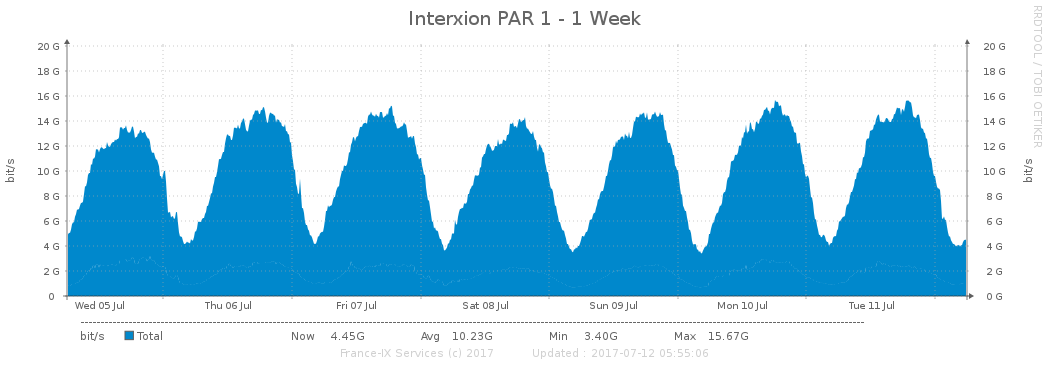 Interxion PAR 1 - 1 Week
RRDTOOL / TOBI OETIKER
bit/s
20 G
18 G
16 G
14 G
12 G
10 G
8 G
6 G
4 G
2 G
0
20 G
18 G
16 G
14 G
12 G
10 G
8 G
6 G
4 G
2 G
0 G
bit/s
Wed 05 Jul Thu 06 Jul Fri 07 Jul Sat 08 Jul Sun 09 Jul Mon 10 Jul Tue 11 Jul
bit/s Total Now 4.45G Avg 10.23G Min 3.40G Max 15.67G
France-IX Services (c) 2017 Updated : 2017-07-12 05:55:06